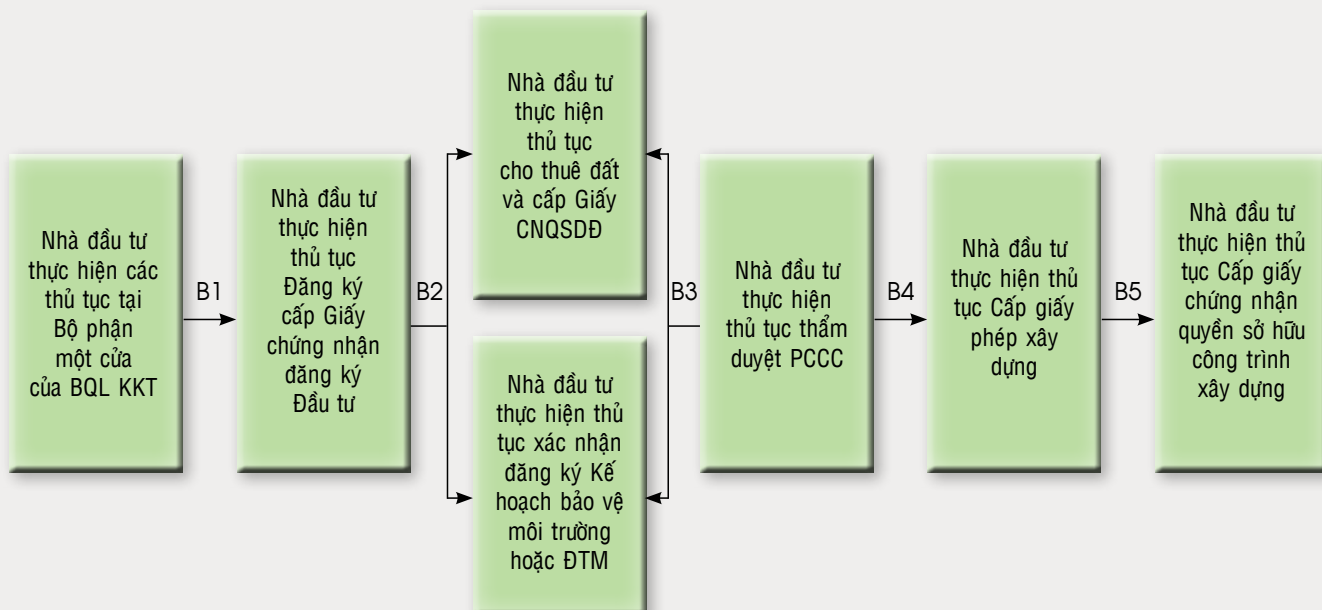 Nhà đầu tư
thực hiện các
thủ tục tại
Bộ phận
một cửa
của BQL KKT
B1
Nhà đầu tư
thực hiện
thủ tục
Đăng ký
cấp Giấy
chứng nhận
đăng ký
Đầu tư
B2
Nhà đầu tư
thực hiện
thủ tục
cho thuê đất
và cấp Giấy
CNQSDĐ
Nhà đầu tư
thực hiện thủ
tục xác nhận
đăng ký Kế
hoạch bảo vệ
môi trường
hoặc ĐTM
B3
Nhà đầu tư
thực hiện
thủ tục thẩm
duyệt PCCC
B4
Nhà đầu tư
thực hiện thủ
tục Cấp giấy
phép xây
dựng
B5
Nhà đầu tư
thực hiện thủ
tục Cấp giấy
chứng nhận
quyền sở hữu
công trình
xây dựng